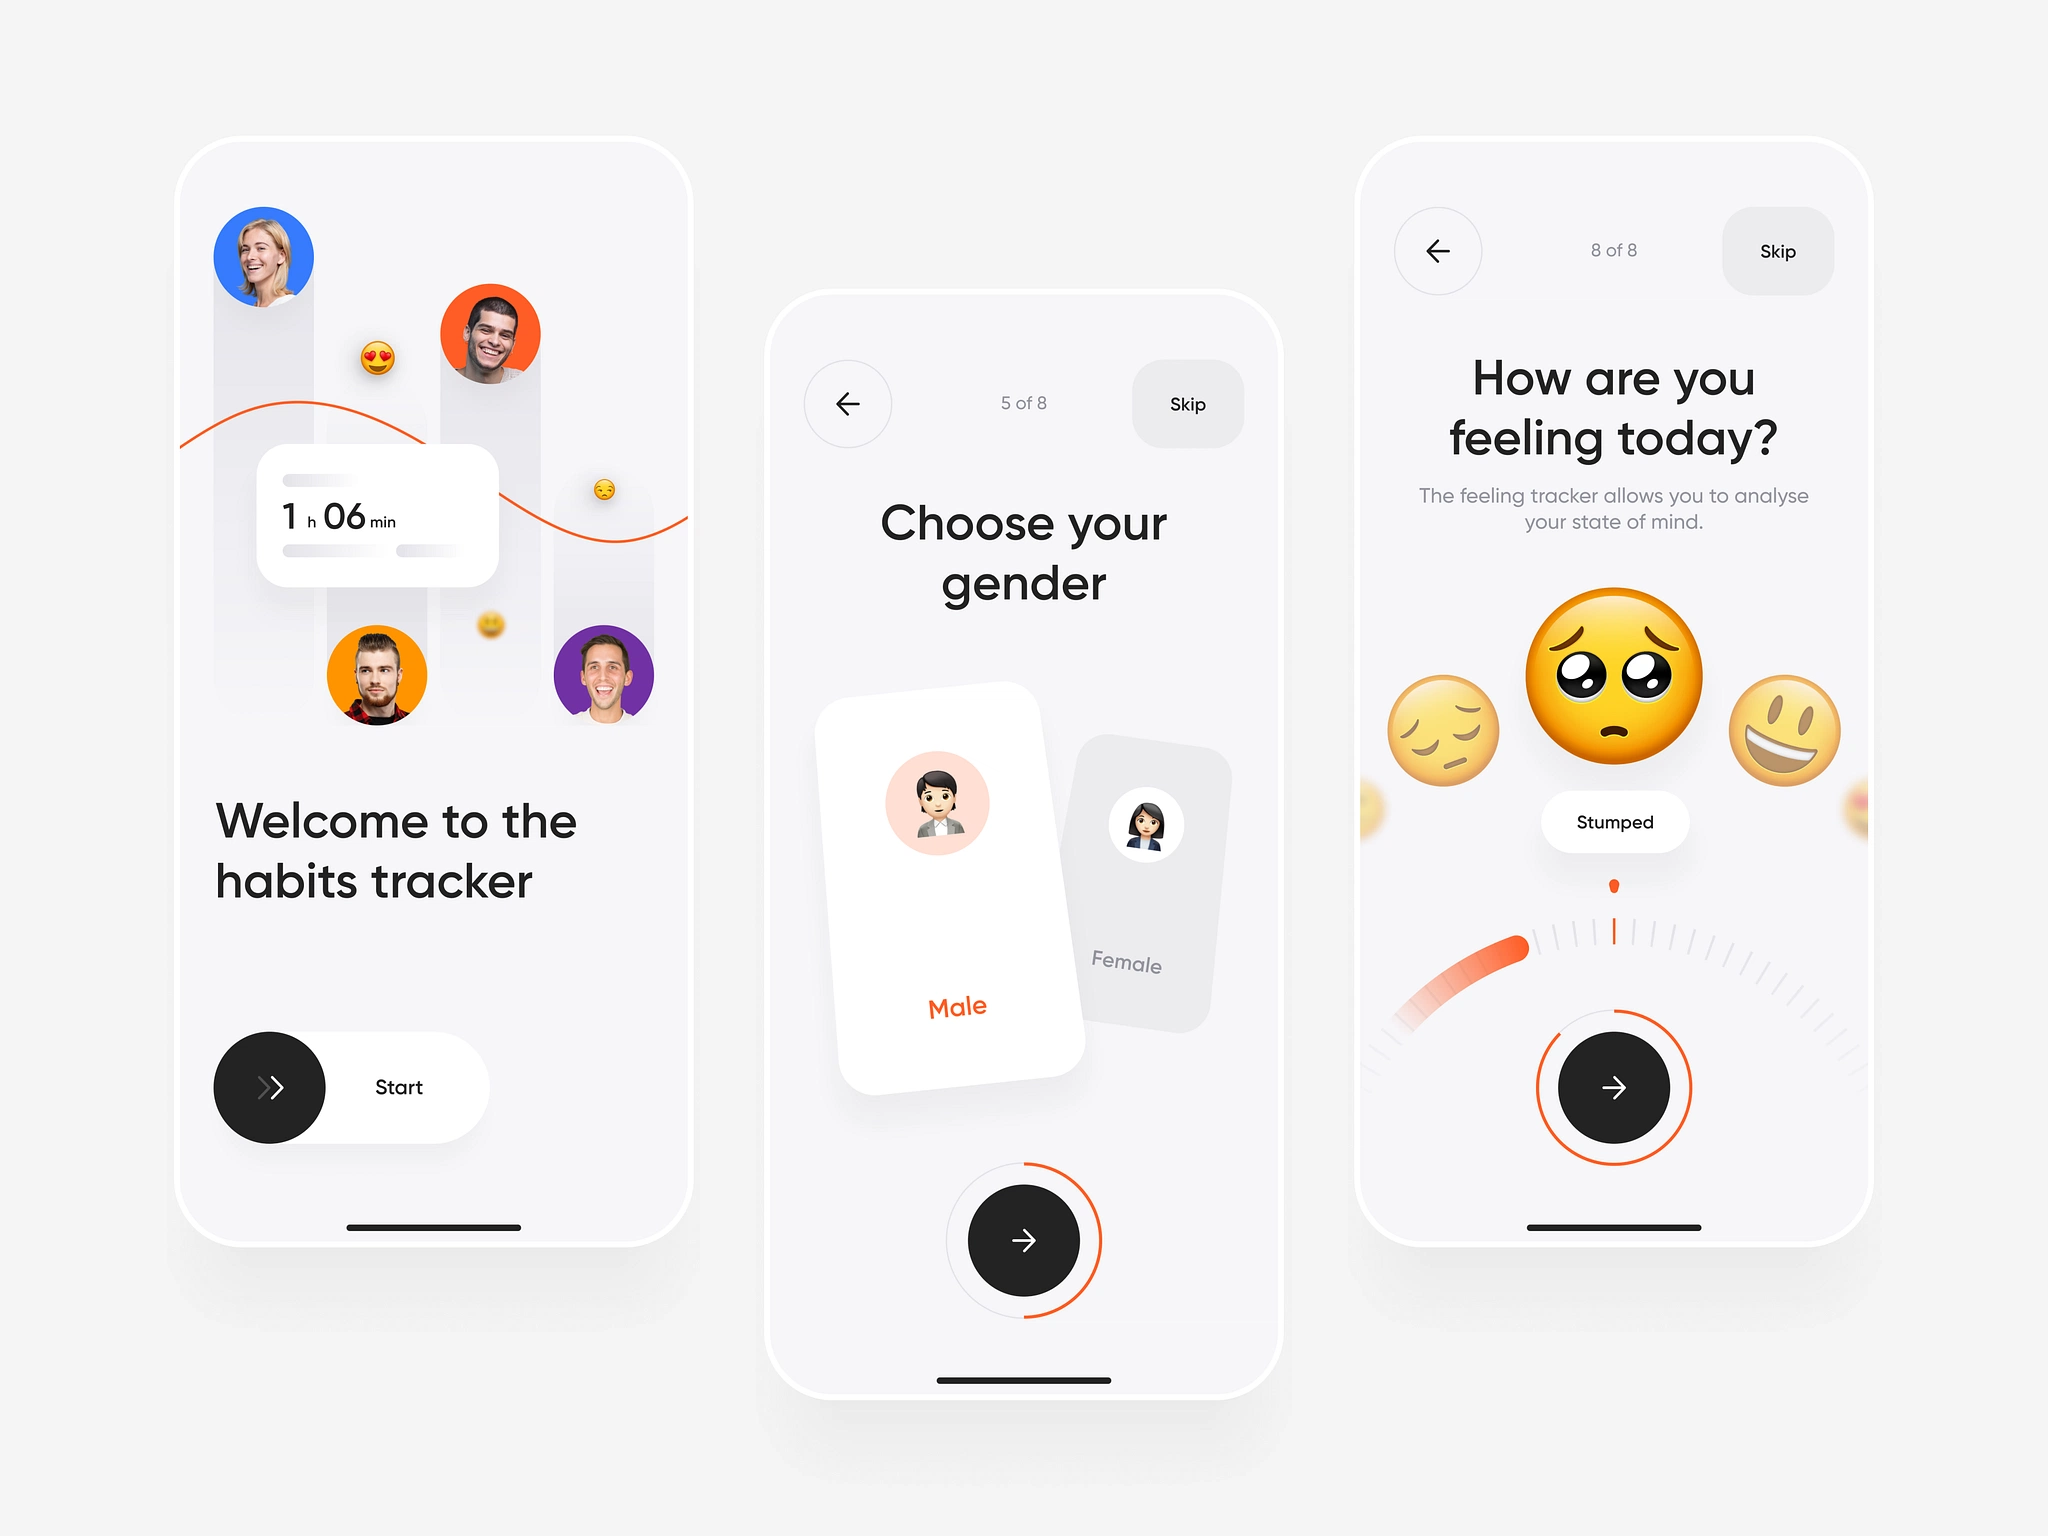 1 h 06 min
Welcome to the
habits tracker
Start
5 of 8
Skip
Choose your
gender
Male
Female
8 of 8
Skip
How are you
feeling today?
The feeling tracker allows you to analyse
your state of mind.
Stumped